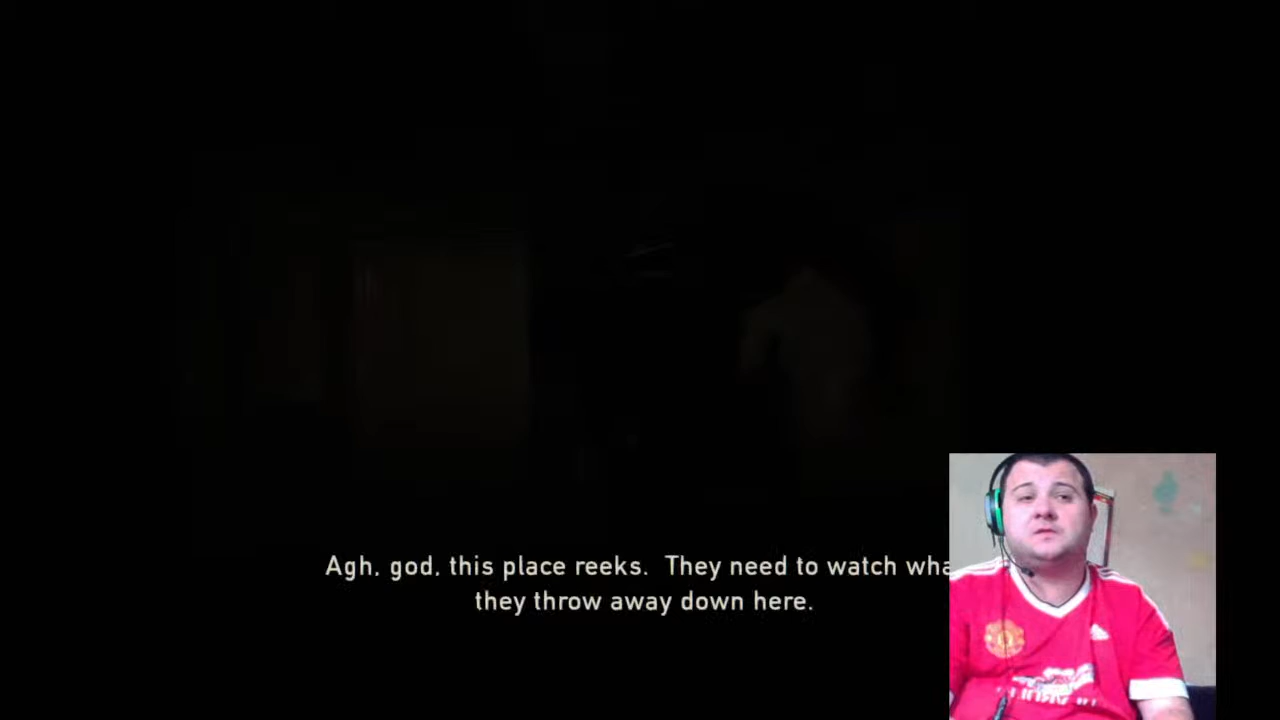 Agh, god, this place reeks. They need to watch wha
they throw away down here.